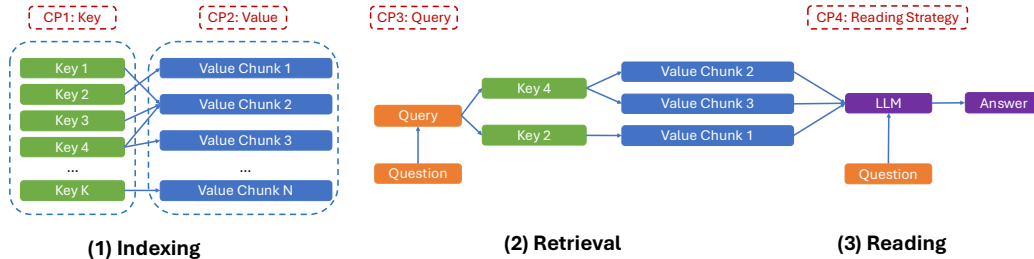 CP1: Key
CP2: Value
CP3: Query
CP4: Reading Strategy
Key 1
Key 2
Key 3
Key 4
...
Key K
Value Chunk 1
Value Chunk 2
Value Chunk 3
...
Value Chunk N
Query
Question
Key 4
Key 2
Value Chunk 2
Value Chunk 3
Value Chunk 1
LLM
Answer
Question
(1) Indexing
(2) Retrieval
(3) Reading